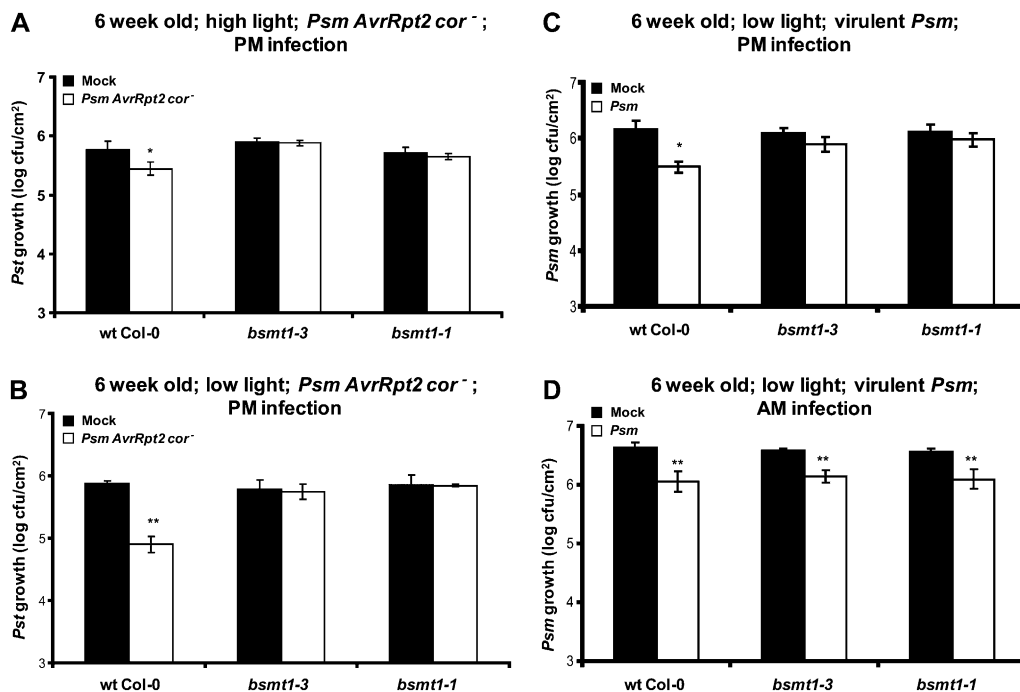 A
6 week old; high light; Psm AvrRpt2 cor⁻;
PM infection
Mock
Psm AvrRpt2 cor⁻
Pst growth (log cfu/cm²)
7
6
5
4
3
*
wt Col-0
bsmt1-3
bsmt1-1
B
6 week old; low light; Psm AvrRpt2 cor⁻;
PM infection
Mock
Psm AvrRpt2 cor⁻
Pst growth (log cfu/cm²)
7
6
5
4
3
**
wt Col-0
bsmt1-3
bsmt1-1
C
6 week old; low light; virulent Psm;
PM infection
Mock
Psm
Psm growth (log cfu/cm²)
7
6
5
4
3
*
wt Col-0
bsmt1-3
bsmt1-1
D
6 week old; low light; virulent Psm;
AM infection
Mock
Psm
Psm growth (log cfu/cm²)
7
6
5
4
3
**
**
**
wt Col-0
bsmt1-3
bsmt1-1